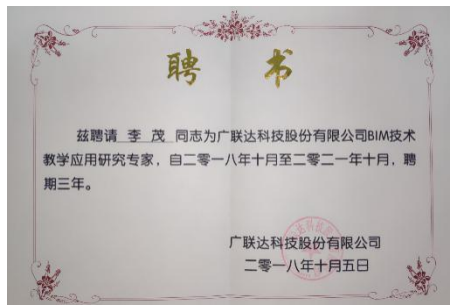 聘 书
兹聘请 李 茂 同志为广联达科技股份有限公司BIM技术
教学应用研究专家，自二零一八年十月至二零二一年十月，聘
期三年。
广联达科技股份有限公司
二零一八年十月五日